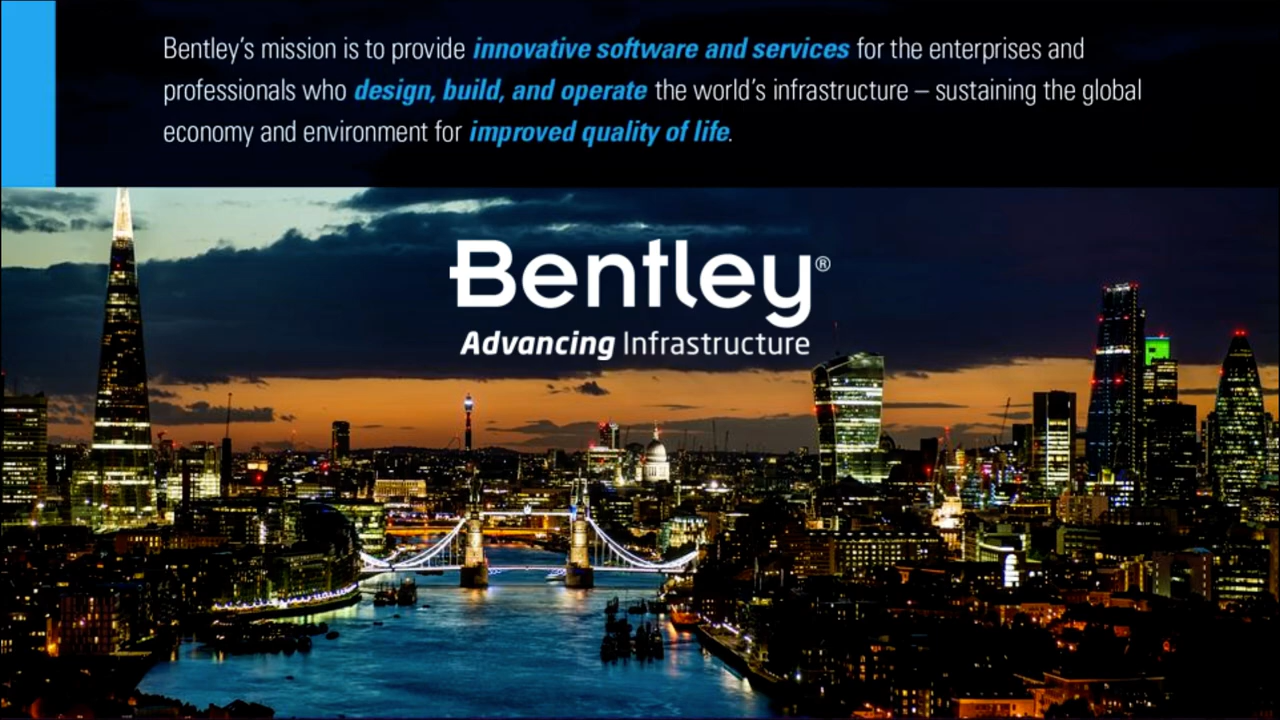 Bentley’s mission is to provide innovative software and services for the enterprises and
professionals who design, build, and operate the world’s infrastructure – sustaining the global
economy and environment for improved quality of life.
Bentley®
Advancing Infrastructure